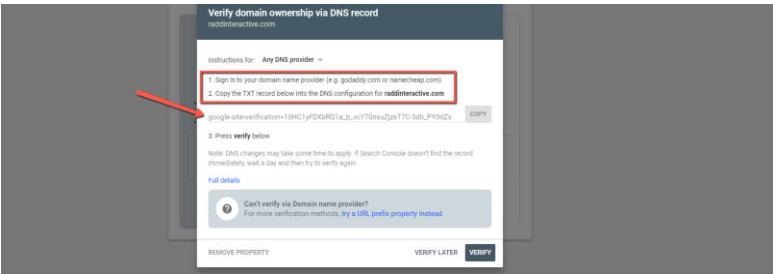 Verify domain ownership via DNS record
raddinteractive.com
Instructions for: Any DNS provider
1. Sign in to your domain name provider (e.g. godaddy.com or namecheap.com)
2. Copy the TXT record below into the DNS configuration for raddinteractive.com
COPY
3. Press verify below
Note: DNS changes may take some time to apply. If Search Console doesn't find the record
immediately, wait a day and then try to verify again
Full details
Can't verify via Domain name provider?
For more verification methods, try a URL prefix property instead
REMOVE PROPERTY VERIFY LATER VERIFY